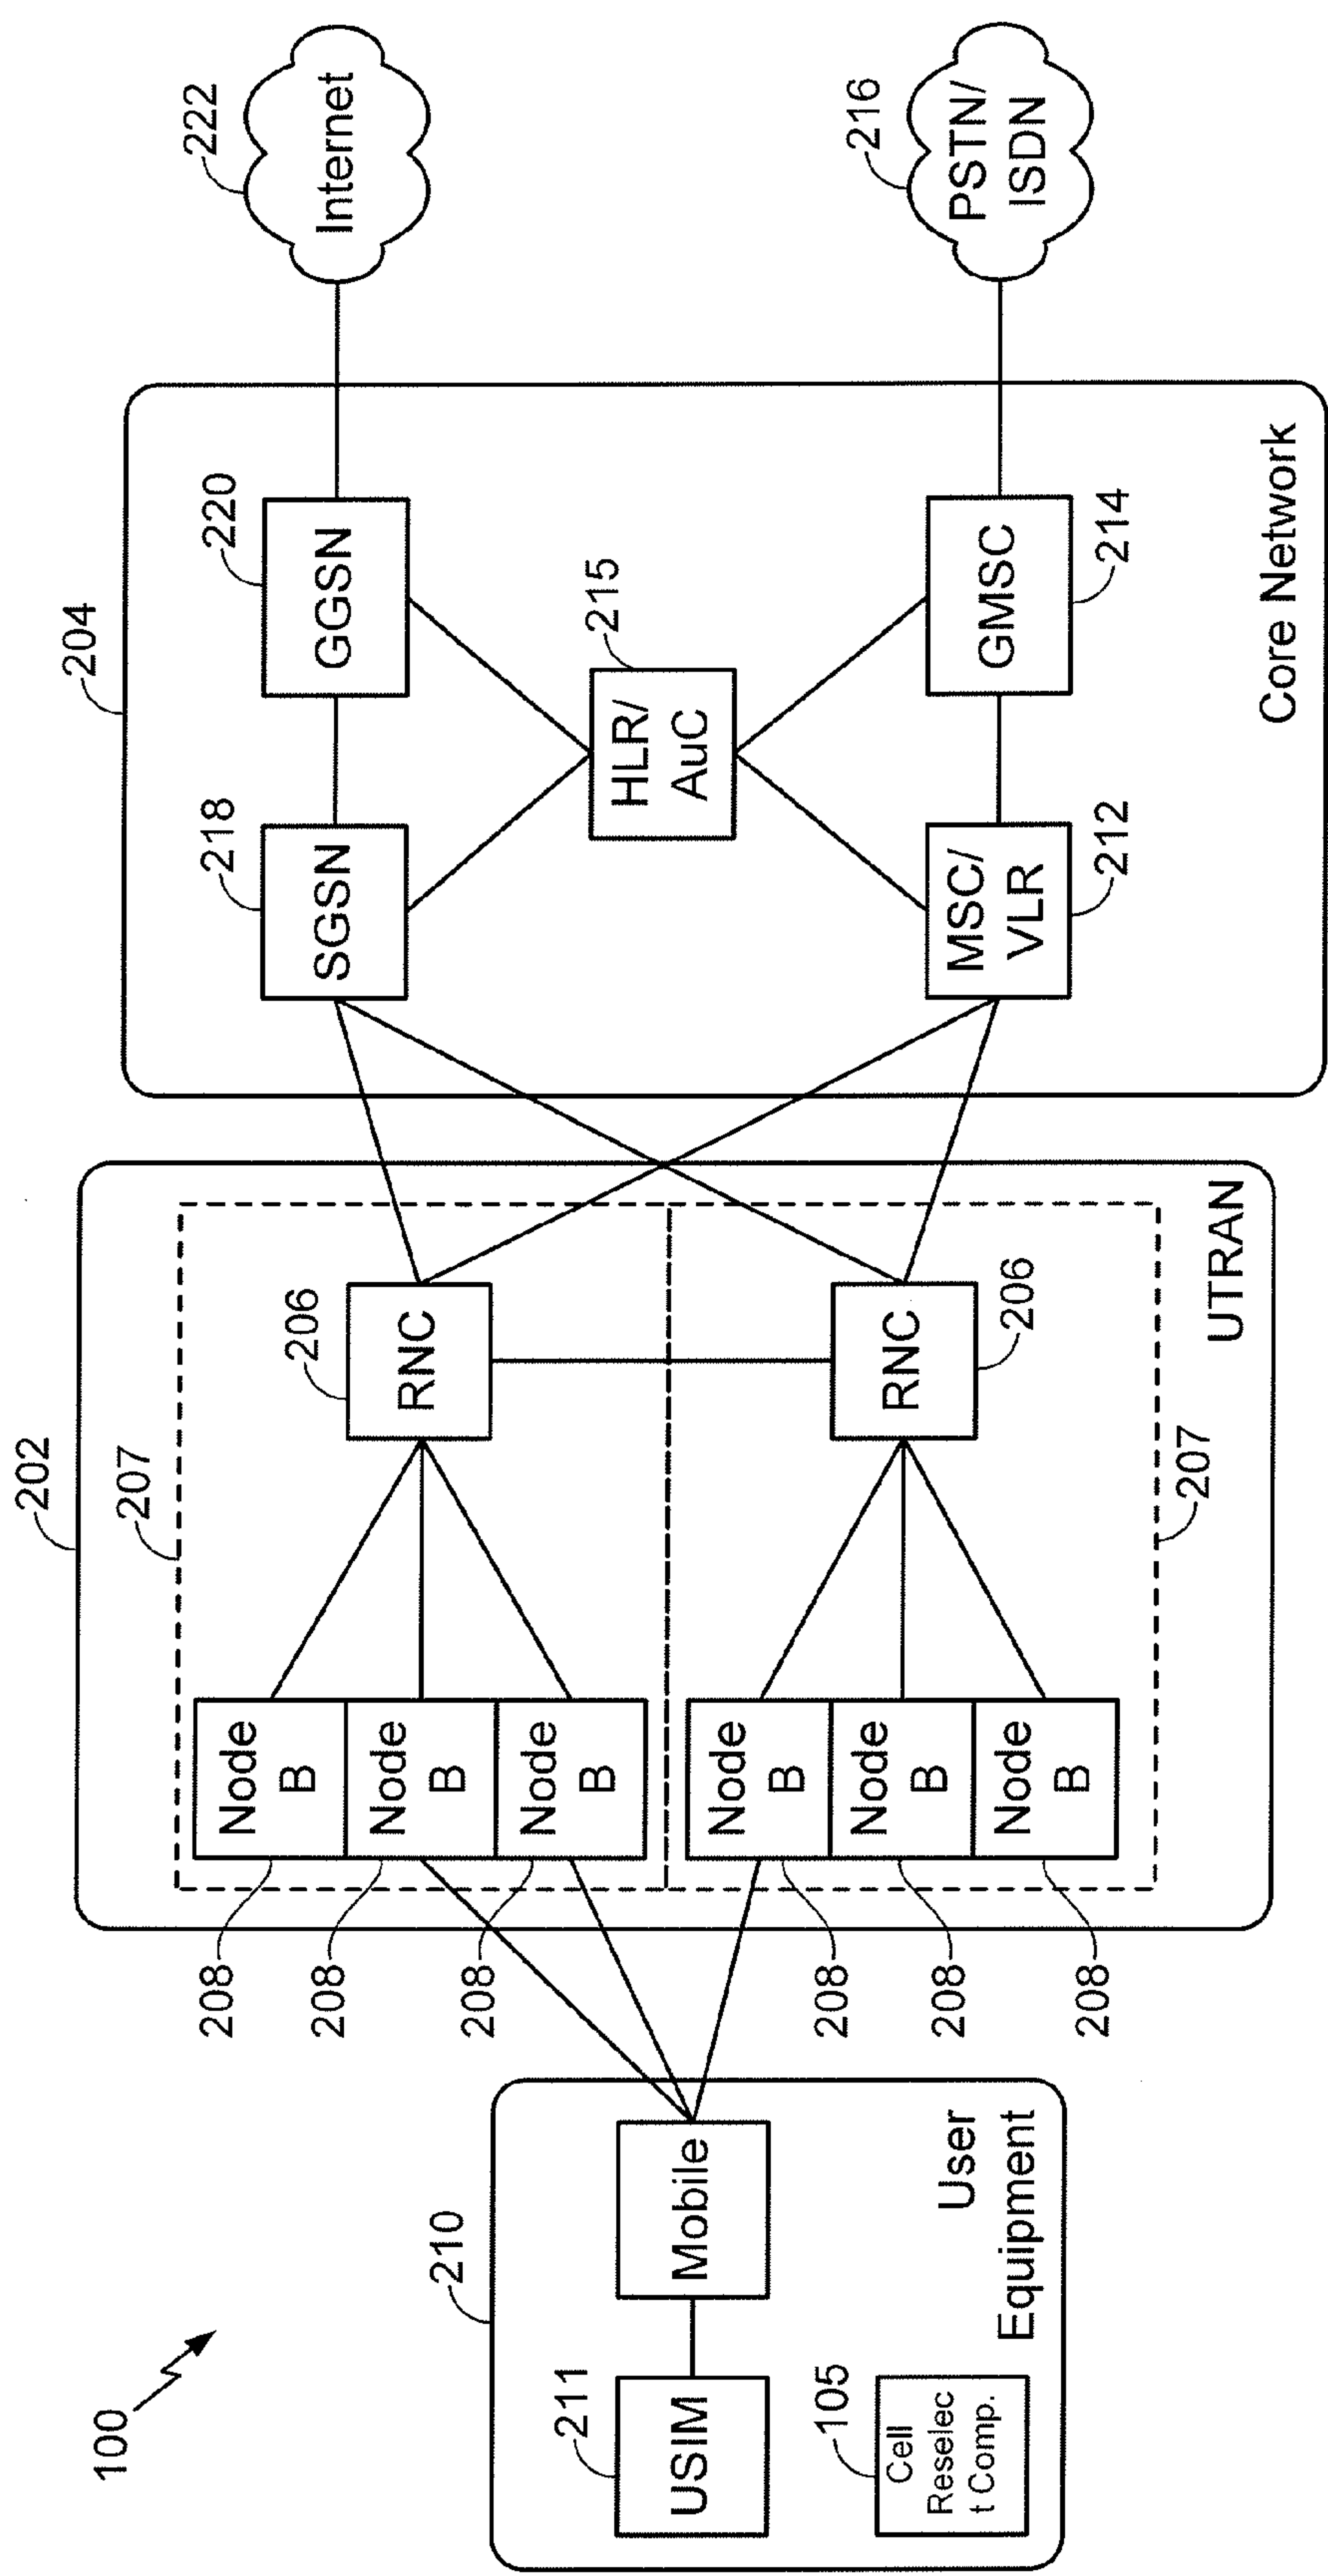 100
210
211
USIM
Mobile
105
Cell
Reselec
t Comp.
User
Equipment
202
207
208
208
208
208
208
208
Node
B
Node
B
Node
B
Node
B
Node
B
Node
B
206
RNC
RNC
206
207
UTRAN
204
218
SGSN
220
GGSN
215
HLR/
AuC
MSC/
VLR
212
GMSC
214
Core Network
222
Internet
216
PSTN/
ISDN